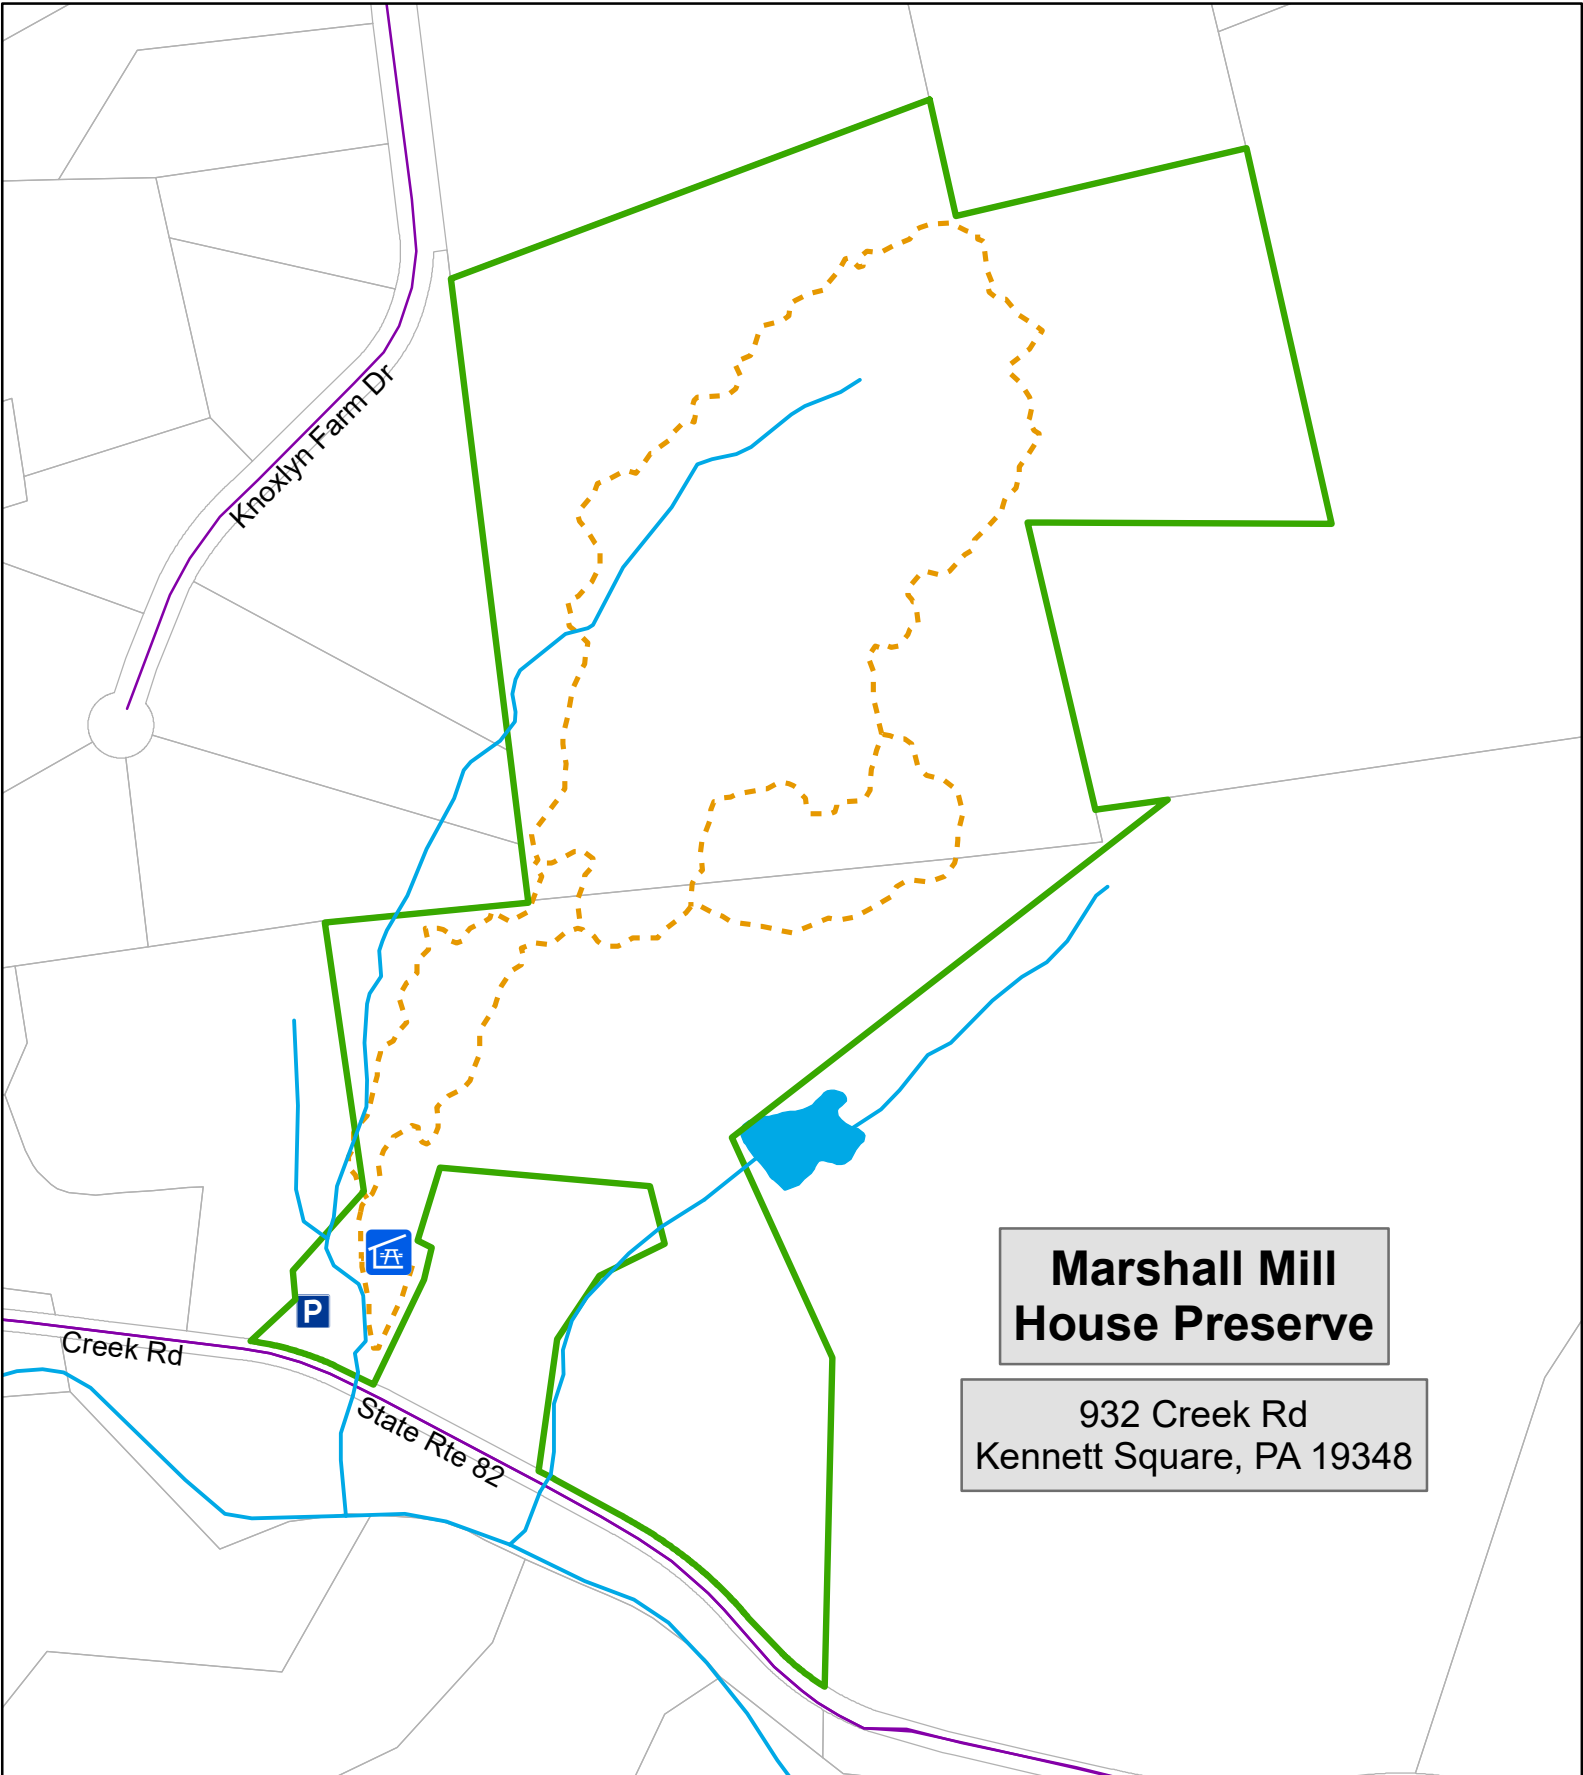 Knoxlyn Farm Dr
P
Creek Rd
State Rte 82
Marshall Mill
House Preserve
932 Creek Rd
Kennett Square, PA 19348